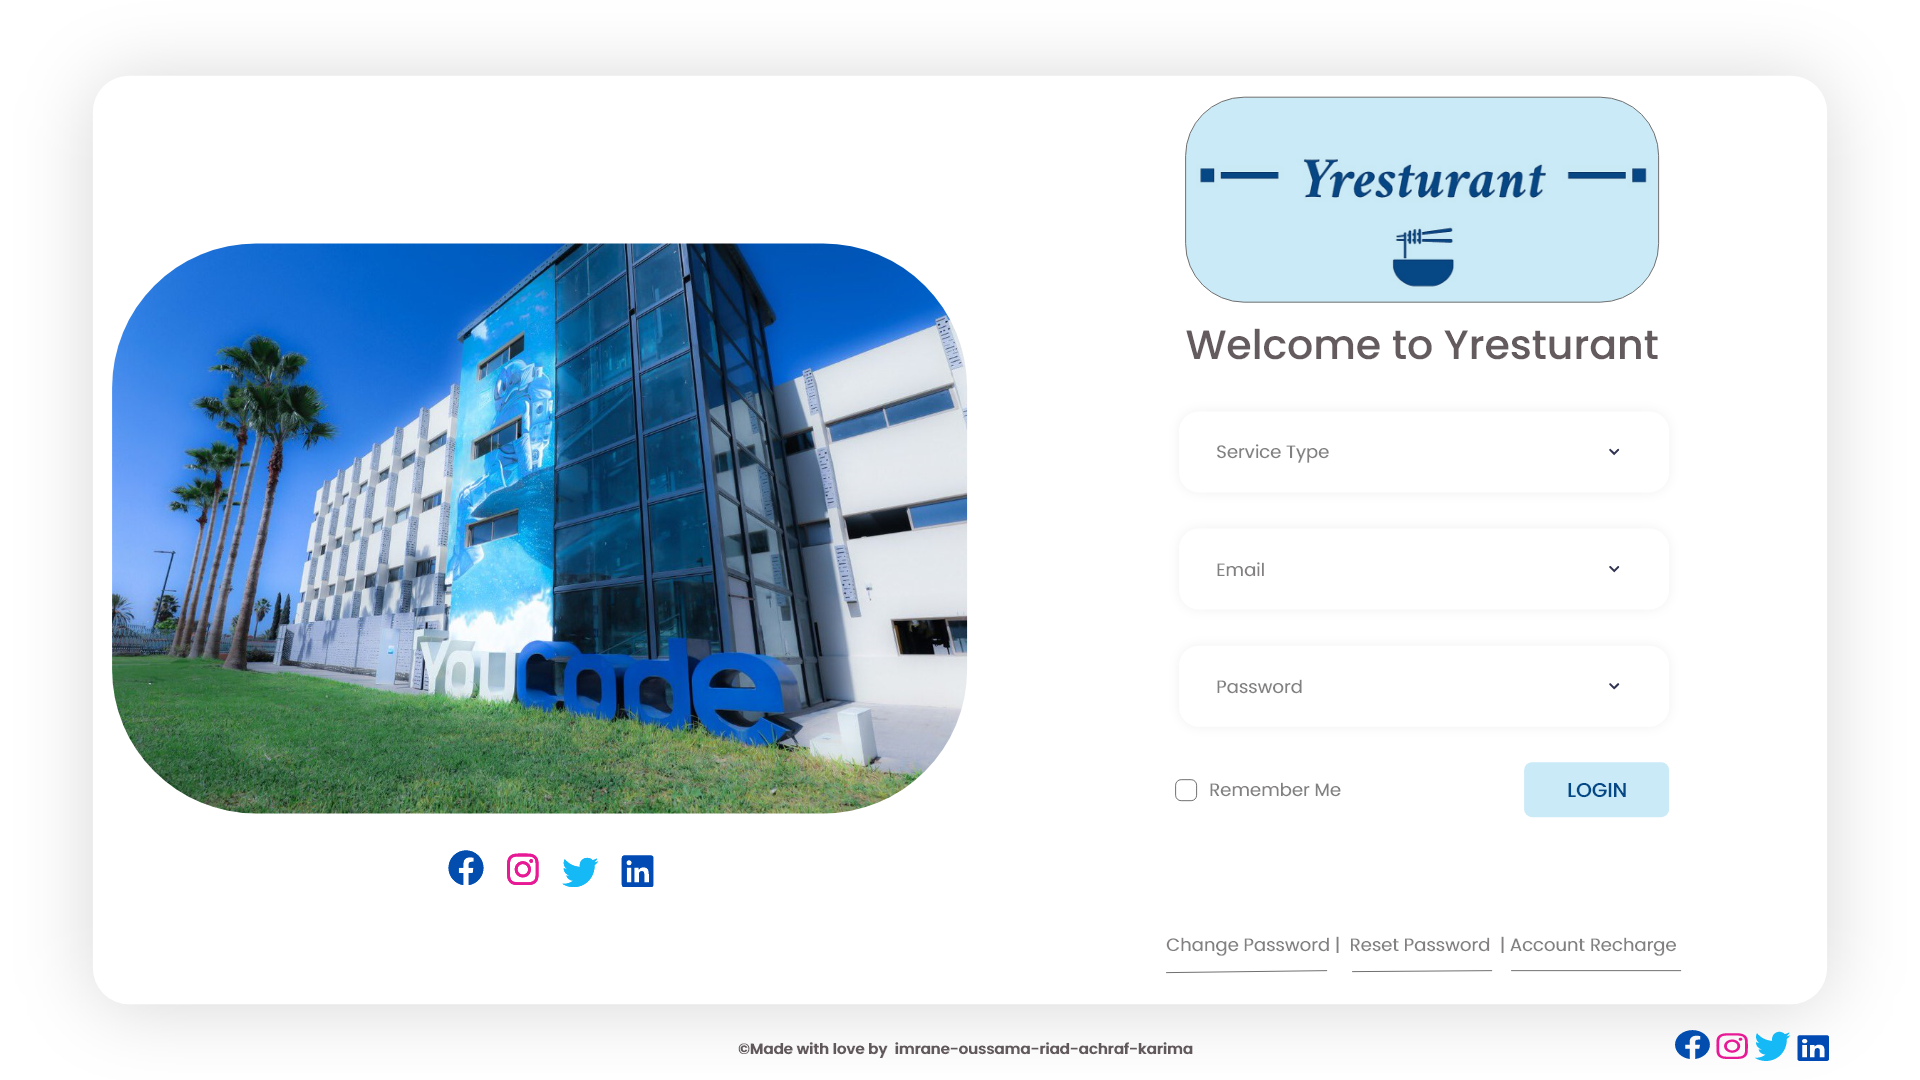 Yresturant
Welcome to Yresturant
Service Type
Email
Password
Remember Me
LOGIN
YouCode
Change Password | Reset Password | Account Recharge
©Made with love by imrane-oussama-riad-achraf-karima